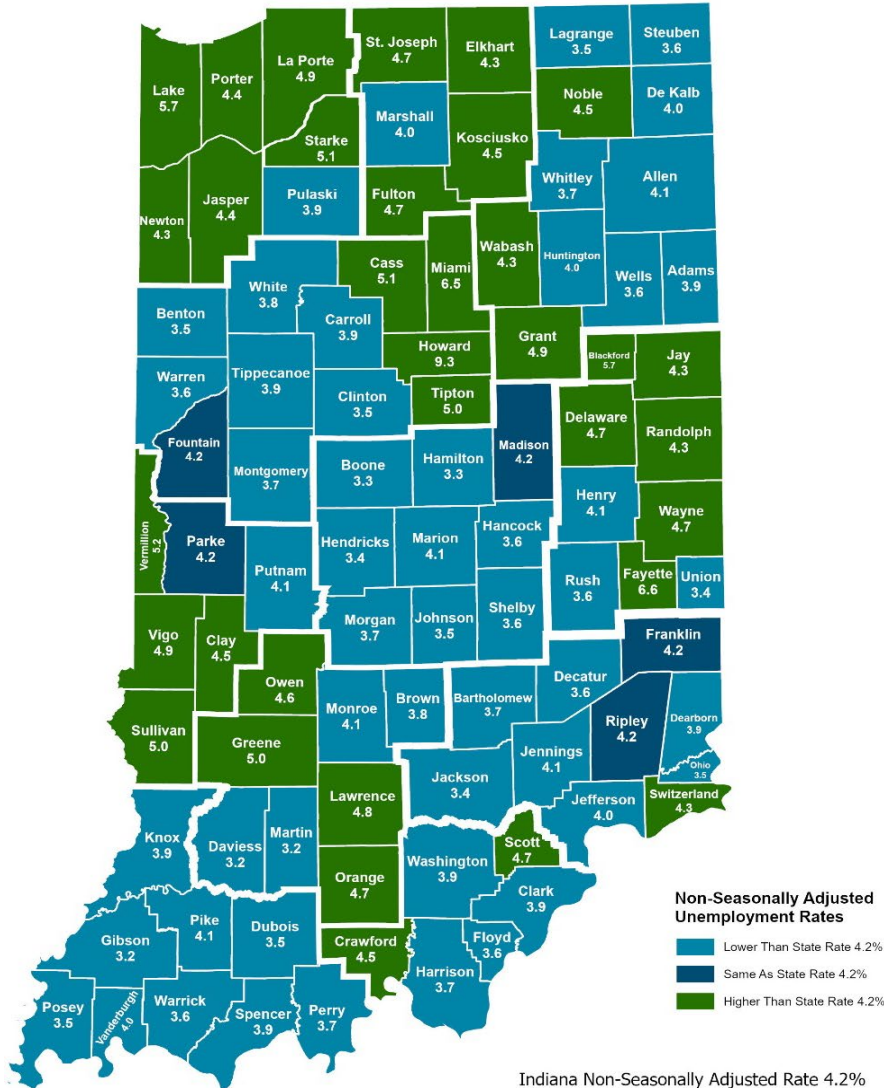 St. Joseph
4.7
Elkhart
4.3
Lagrange
3.5
Steuben
3.6
La Porte
4.9
Porter
4.4
Lake
5.7
Noble
4.5
De Kalb
4.0
Marshall
4.0
Starke
5.1
Kosciusko
4.5
Whitley
3.7
Allen
4.1
Newton
4.3
Jasper
4.4
Pulaski
3.9
Fulton
4.7
Wabash
4.3
Huntington
4.0
Wells
3.6
Adams
3.9
White
3.8
Cass
5.1
Miami
6.5
Benton
3.5
Carroll
3.9
Howard
9.3
Grant
4.9
Blackford
5.7
Jay
4.3
Warren
3.6
Tippecanoe
3.9
Clinton
3.5
Tipton
5.0
Delaware
4.7
Randolph
4.3
Fountain
4.2
Montgomery
3.7
Boone
3.3
Hamilton
3.3
Madison
4.2
Henry
4.1
Wayne
4.7
Vermillion
5.2
Parke
4.2
Putnam
4.1
Hendricks
3.4
Marion
4.1
Hancock
3.6
Rush
3.6
Fayette
6.6
Union
3.4
Vigo
4.9
Clay
4.5
Morgan
3.7
Johnson
3.5
Shelby
3.6
Franklin
4.2
Owen
4.6
Monroe
4.1
Brown
3.8
Bartholomew
3.7
Decatur
3.6
Sullivan
5.0
Greene
5.0
Ripley
4.2
Dearborn
3.9
Ohio
3.5
Jackson
3.4
Jennings
4.1
Lawrence
4.8
Jefferson
4.0
Switzerland
4.3
Knox
3.9
Daviess
3.2
Martin
3.2
Scott
4.7
Washington
3.9
Orange
4.7
Clark
3.9
Pike
4.1
Dubois
3.5
Gibson
3.2
Crawford
4.5
Floyd
3.6
Harrison
3.7
Posey
3.5
Vanderburgh
4.0
Warrick
3.6
Spencer
3.9
Perry
3.7
Non-Seasonally Adjusted
Unemployment Rates
Lower Than State Rate 4.2%
Same As State Rate 4.2%
Higher Than State Rate 4.2%
Indiana Non-Seasonally Adjusted Rate 4.2%